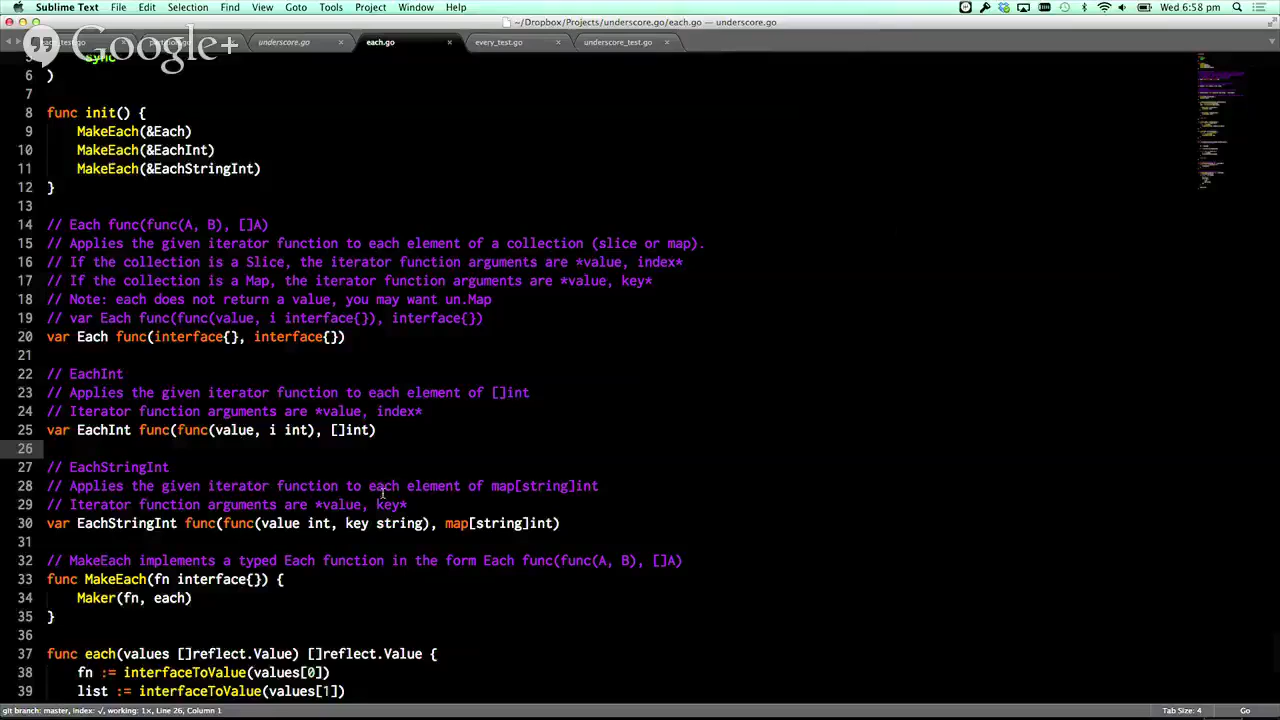 Sublime Text File Edit Selection Find View Goto Tools Project Window Help Wed 6:58 pm
~/Dropbox/Projects/underscore.go/each.go — underscore.go
Google+
underscore.go each.go every_test.go underscore_test.go
5 "sync"
6 )
7
8 func init() {
9 MakeEach(&Each)
10 MakeEach(&EachInt)
11 MakeEach(&EachStringInt)
12 }
13
14 // Each func(func(A, B), []A)
15 // Applies the given iterator function to each element of a collection (slice or map).
16 // If the collection is a Slice, the iterator function arguments are *value, index*
17 // If the collection is a Map, the iterator function arguments are *value, key*
18 // Note: each does not return a value, you may want un.Map
19 // var Each func(func(value, i interface{}), interface{})
20 var Each func(interface{}, interface{})
21
22 // EachInt
23 // Applies the given iterator function to each element of []int
24 // Iterator function arguments are *value, index*
25 var EachInt func(func(value, i int), []int)
26
27 // EachStringInt
28 // Applies the given iterator function to each element of map[string]int
29 // Iterator function arguments are *value, key*
30 var EachStringInt func(func(value int, key string), map[string]int)
31
32 // MakeEach implements a typed Each function in the form Each func(func(A, B), []A)
33 func MakeEach(fn interface{}) {
34 Maker(fn, each)
35 }
36
37 func each(values []reflect.Value) []reflect.Value {
38 fn := interfaceToValue(values[0])
39 list := interfaceToValue(values[1])
git branch: master, index: √, working: 1×, Line 26, Column 1 Tab Size: 4 Go